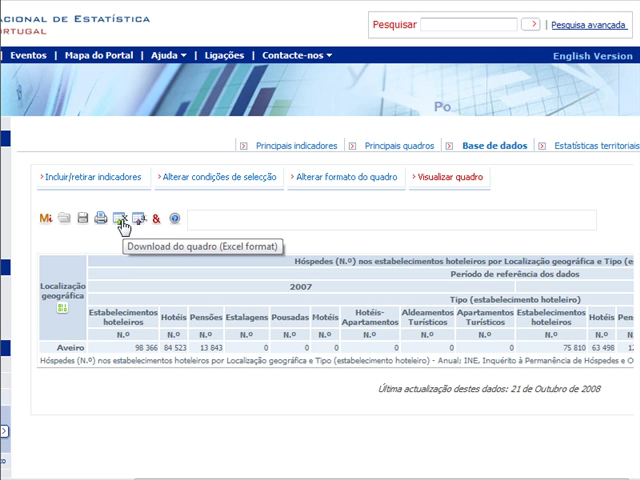 ACIONAL DE ESTATÍSTICA
ORTUGAL
Pesquisar
Pesquisa avançada
| Eventos | Mapa do Portal | Ajuda | Ligações | Contacte-nos
English Version
Po
Principais indicadores
Principais quadros
Base de dados
Estatísticas territoriais
Incluir/retirar indicadores
Alterar condições de selecção
Alterar formato do quadro
Visualizar quadro
Mi
&
Download do quadro (Excel format)
Localização geográfica
Hóspedes (N.º) nos estabelecimentos hoteleiros por Localização geográfica e Tipo (es
Período de referência dos dados
2007
Tipo (estabelecimento hoteleiro)
Estabelecimentos hoteleiros Hotéis Pensões Estalagens Pousadas Motéis Hotéis-Apartamentos Aldeamentos Turísticos Apartamentos Turísticos Estabelecimentos hoteleiros Hotéis Pens
N.º N.º N.º N.º N.º N.º N.º N.º N.º N.º N.º N.
Aveiro 98 366 84 523 13 843 0 0 0 0 0 0 75 810 63 498 12
Hóspedes (N.º) nos estabelecimentos hoteleiros por Localização geográfica e Tipo (estabelecimento hoteleiro) - Anual; INE, Inquérito à Permanência de Hóspedes e O
Última actualização destes dados: 21 de Outubro de 2008